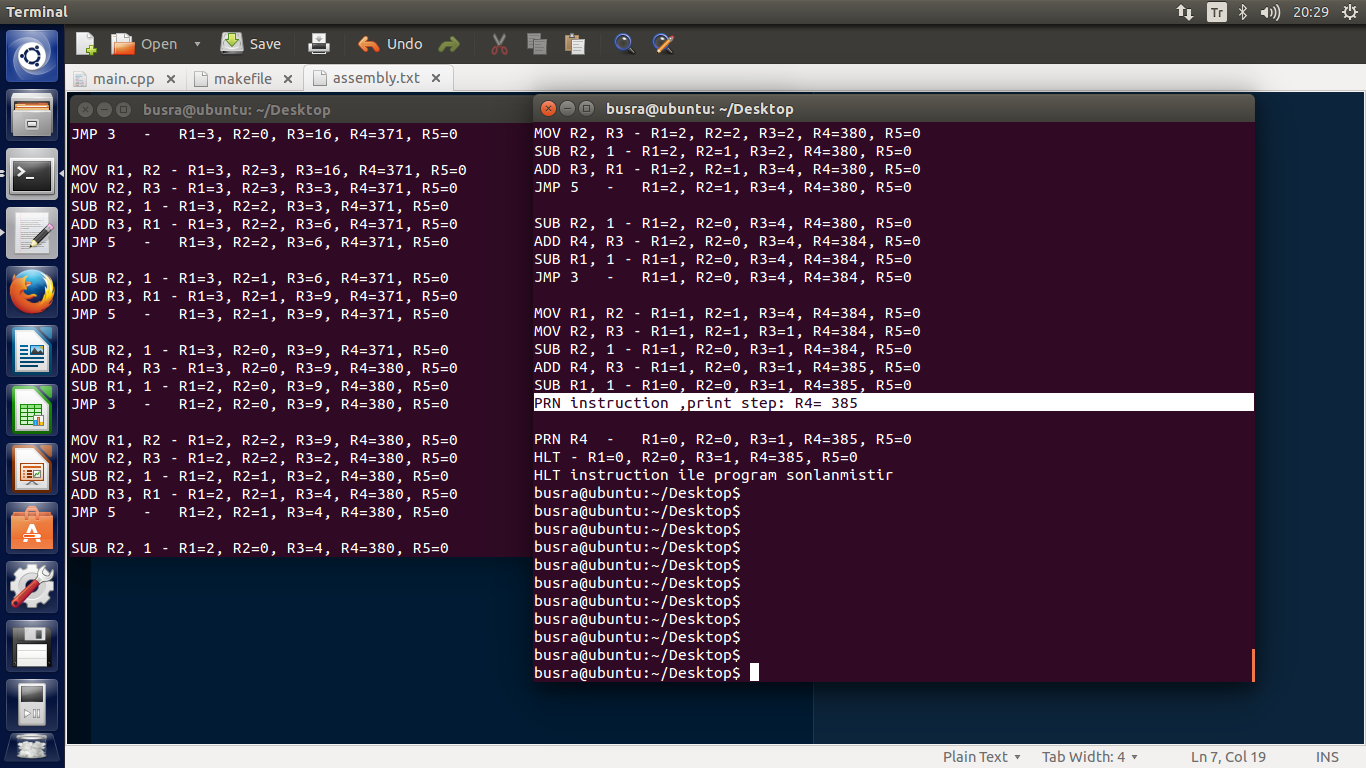 Terminal
Tr
20:29
Open
Save
Undo
main.cpp
makefile
assembly.txt
busra@ubuntu: ~/Desktop
JMP 3   -   R1=3, R2=0, R3=16, R4=371, R5=0
MOV R1, R2 - R1=3, R2=3, R3=16, R4=371, R5=0
MOV R2, R3 - R1=3, R2=3, R3=3, R4=371, R5=0
SUB R2, 1 - R1=3, R2=2, R3=3, R4=371, R5=0
ADD R3, R1 - R1=3, R2=2, R3=6, R4=371, R5=0
JMP 5   -   R1=3, R2=2, R3=6, R4=371, R5=0
SUB R2, 1 - R1=3, R2=1, R3=6, R4=371, R5=0
ADD R3, R1 - R1=3, R2=1, R3=9, R4=371, R5=0
JMP 5   -   R1=3, R2=1, R3=9, R4=371, R5=0
SUB R2, 1 - R1=3, R2=0, R3=9, R4=371, R5=0
ADD R4, R3 - R1=3, R2=0, R3=9, R4=380, R5=0
SUB R1, 1 - R1=2, R2=0, R3=9, R4=380, R5=0
JMP 3   -   R1=2, R2=0, R3=9, R4=380, R5=0
MOV R1, R2 - R1=2, R2=2, R3=9, R4=380, R5=0
MOV R2, R3 - R1=2, R2=2, R3=2, R4=380, R5=0
SUB R2, 1 - R1=2, R2=1, R3=2, R4=380, R5=0
ADD R3, R1 - R1=2, R2=1, R3=4, R4=380, R5=0
JMP 5   -   R1=2, R2=1, R3=4, R4=380, R5=0
SUB R2, 1 - R1=2, R2=0, R3=4, R4=380, R5=0
busra@ubuntu: ~/Desktop
MOV R2, R3 - R1=2, R2=2, R3=2, R4=380, R5=0
SUB R2, 1 - R1=2, R2=1, R3=2, R4=380, R5=0
ADD R3, R1 - R1=2, R2=1, R3=4, R4=380, R5=0
JMP 5   -   R1=2, R2=1, R3=4, R4=380, R5=0
SUB R2, 1 - R1=2, R2=0, R3=4, R4=380, R5=0
ADD R4, R3 - R1=2, R2=0, R3=4, R4=384, R5=0
SUB R1, 1 - R1=1, R2=0, R3=4, R4=384, R5=0
JMP 3   -   R1=1, R2=0, R3=4, R4=384, R5=0
MOV R1, R2 - R1=1, R2=1, R3=4, R4=384, R5=0
MOV R2, R3 - R1=1, R2=1, R3=1, R4=384, R5=0
SUB R2, 1 - R1=1, R2=0, R3=1, R4=384, R5=0
ADD R4, R3 - R1=1, R2=0, R3=1, R4=385, R5=0
SUB R1, 1 - R1=0, R2=0, R3=1, R4=385, R5=0
PRN instruction ,print step: R4= 385
PRN R4  -   R1=0, R2=0, R3=1, R4=385, R5=0
HLT - R1=0, R2=0, R3=1, R4=385, R5=0
HLT instruction ile program sonlanmistir
busra@ubuntu:~/Desktop$
busra@ubuntu:~/Desktop$
busra@ubuntu:~/Desktop$
busra@ubuntu:~/Desktop$
busra@ubuntu:~/Desktop$
busra@ubuntu:~/Desktop$
busra@ubuntu:~/Desktop$
busra@ubuntu:~/Desktop$
busra@ubuntu:~/Desktop$
busra@ubuntu:~/Desktop$
busra@ubuntu:~/Desktop$
Plain Text
Tab Width: 4
Ln 7, Col 19
INS